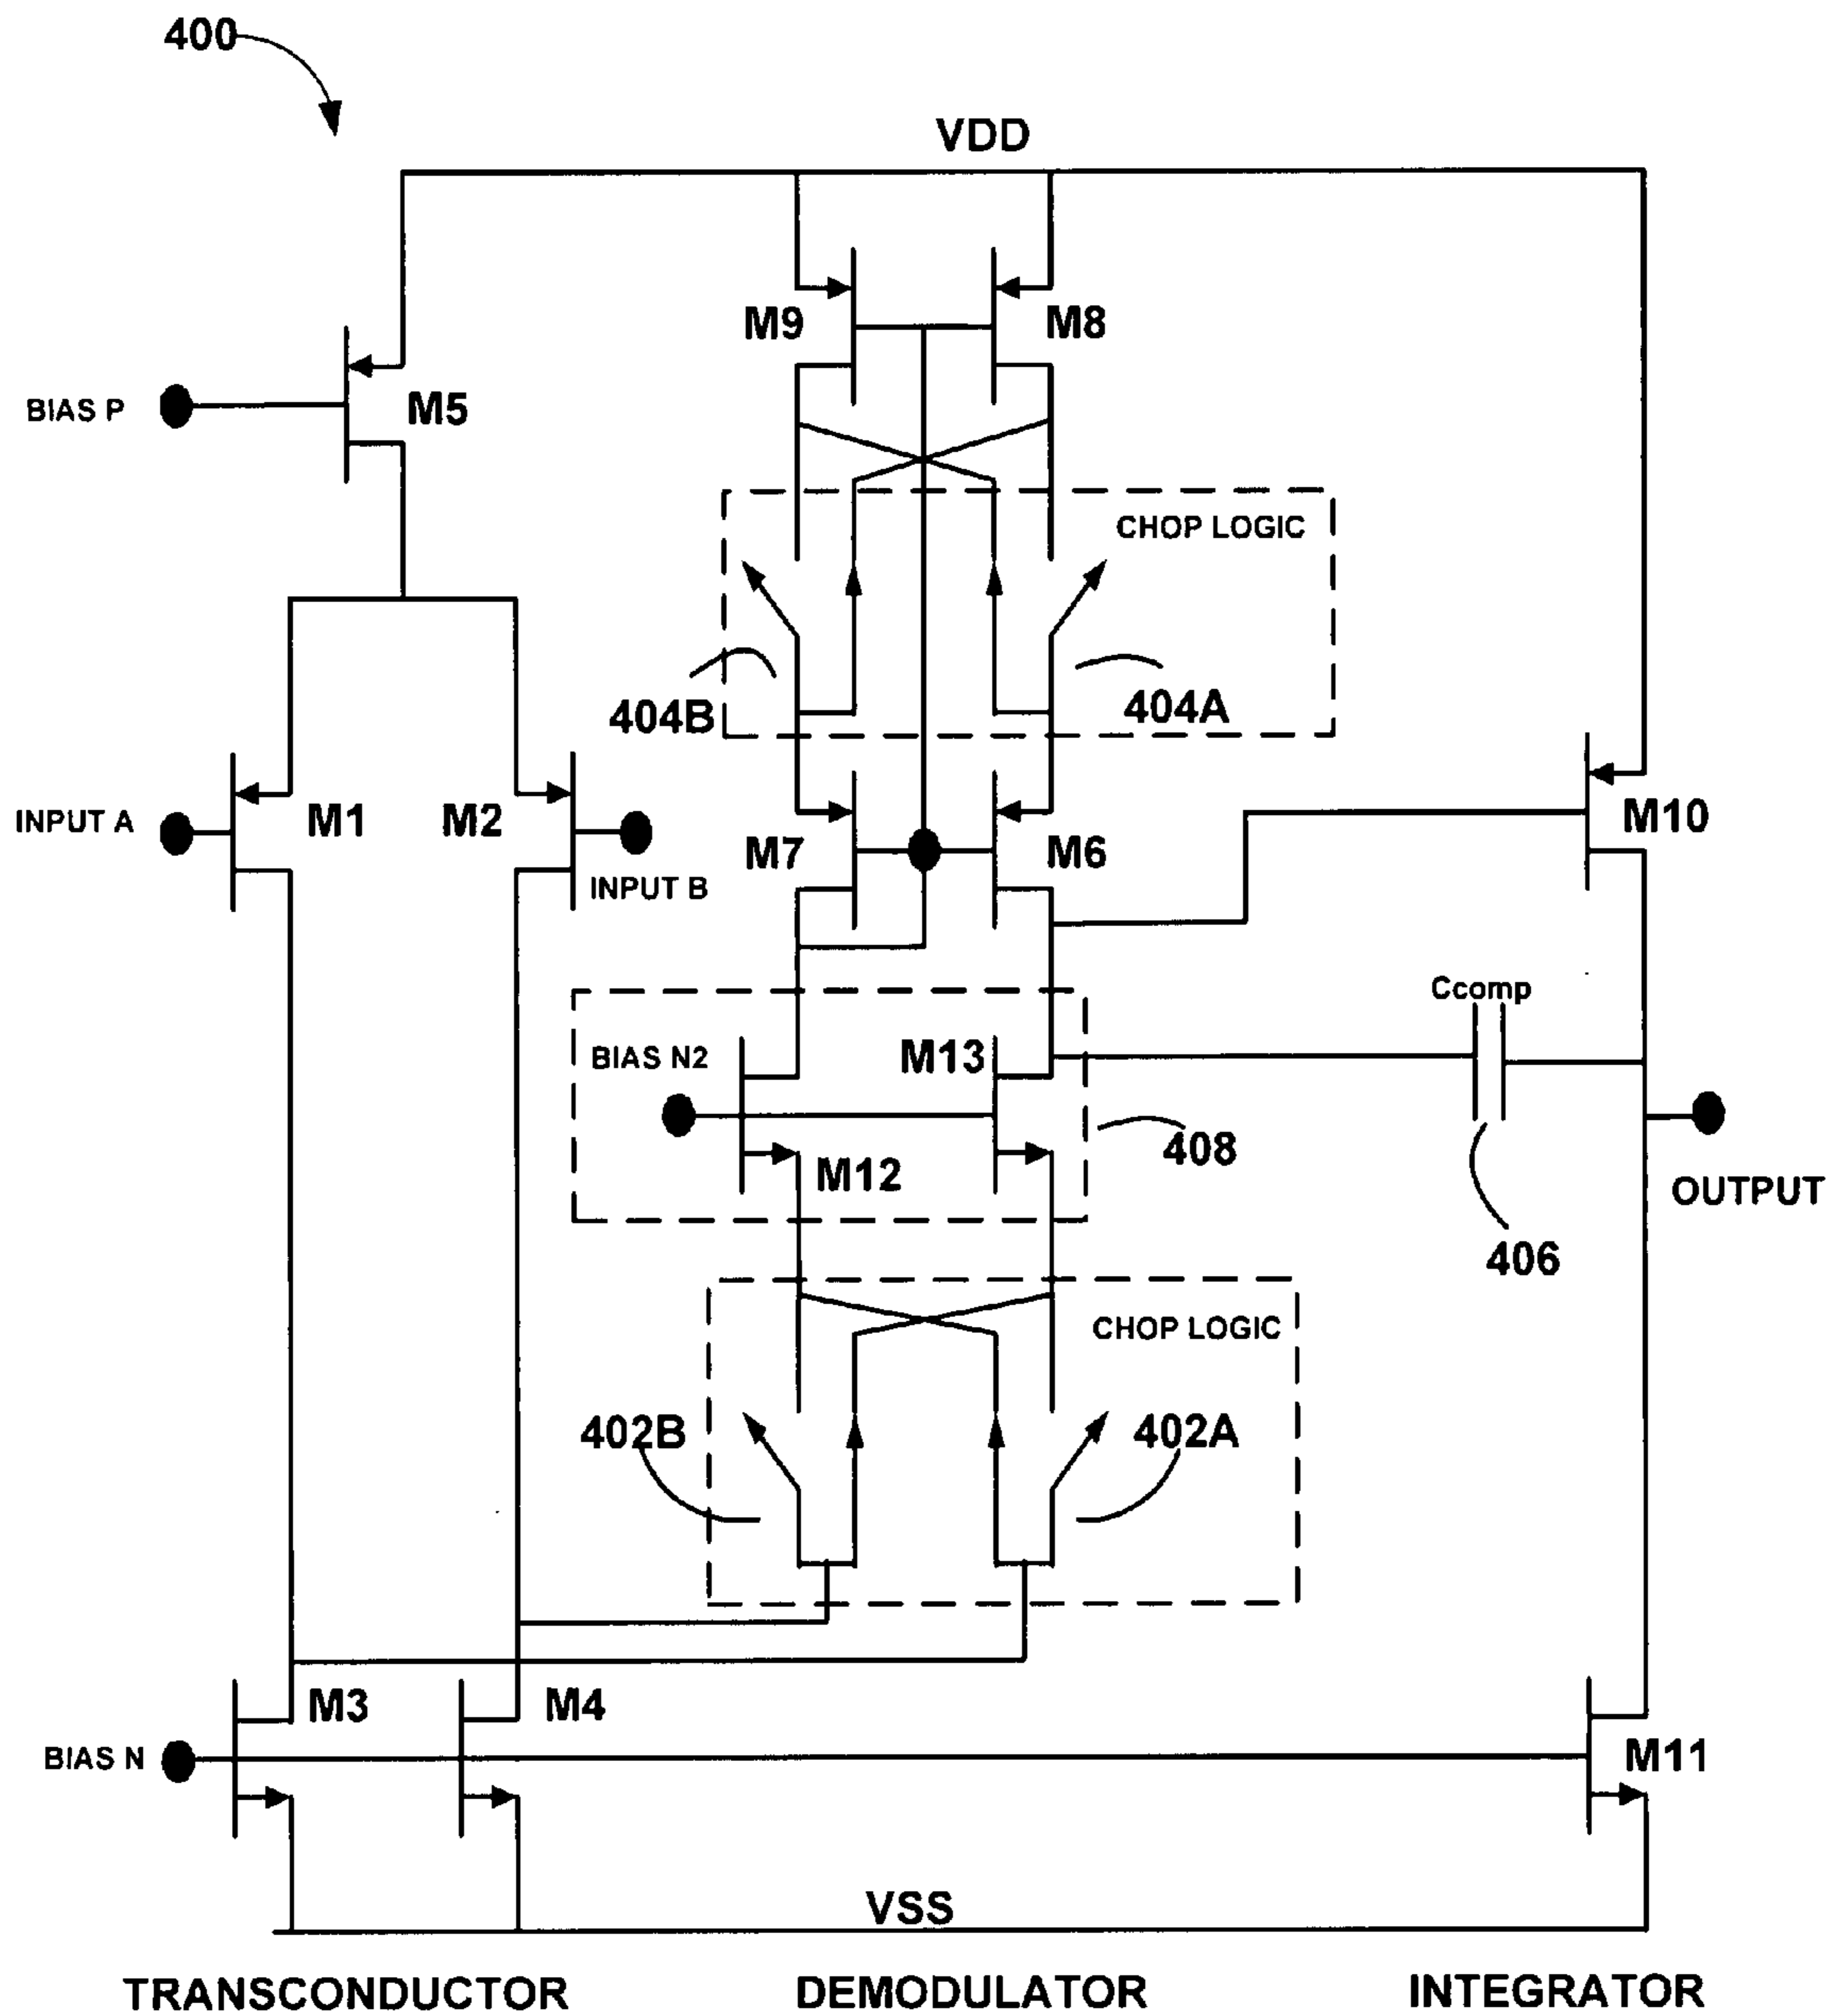 400
VDD
M9
M8
BIAS P
M5
CHOP LOGIC
404B
404A
INPUT A
M1
M2
INPUT B
M7
M6
M10
Ccomp
BIAS N2
M13
M12
408
OUTPUT
406
CHOP LOGIC
402B
402A
M3
M4
BIAS N
M11
VSS
TRANSCONDUCTOR
DEMODULATOR
INTEGRATOR